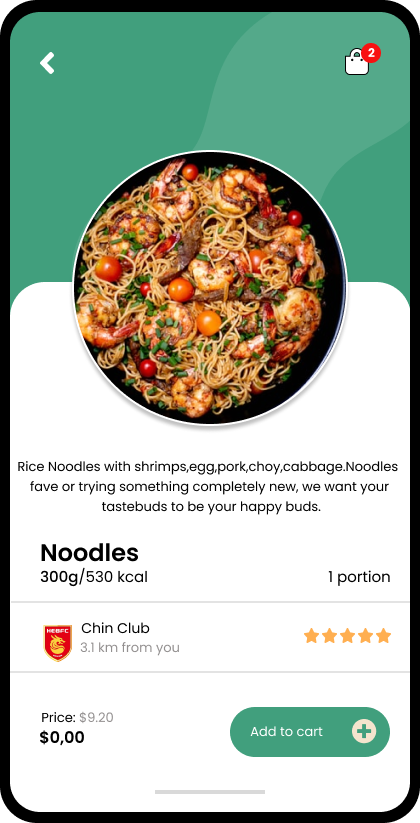 2
Rice Noodles with shrimps,egg,pork,choy,cabbage.Noodles
fave or trying something completely new, we want your
tastebuds to be your happy buds.
Noodles
300g/530 kcal
1 portion
HEBFC
Chin Club
3.1 km from you
Price: $9.20
$0,00
Add to cart